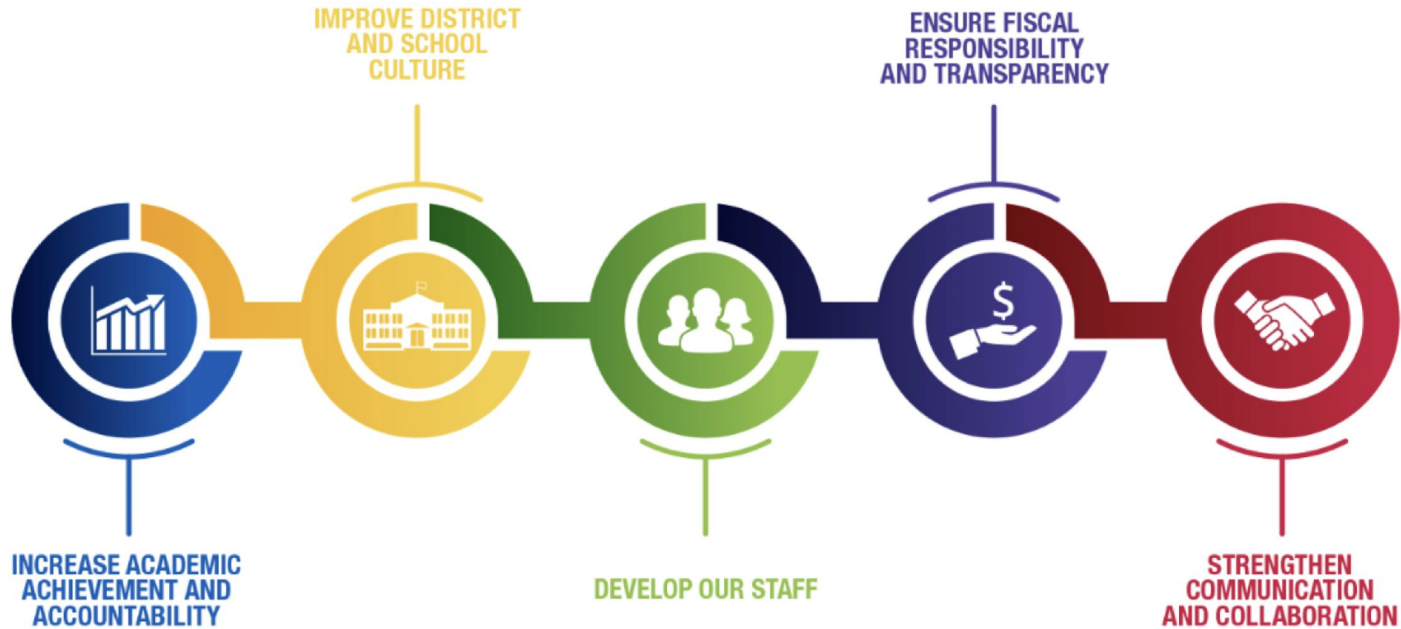 IMPROVE DISTRICT
AND SCHOOL
CULTURE
ENSURE FISCAL
RESPONSIBILITY
AND TRANSPARENCY
$
INCREASE ACADEMIC
ACHIEVEMENT AND
ACCOUNTABILITY
DEVELOP OUR STAFF
STRENGTHEN
COMMUNICATION
AND COLLABORATION